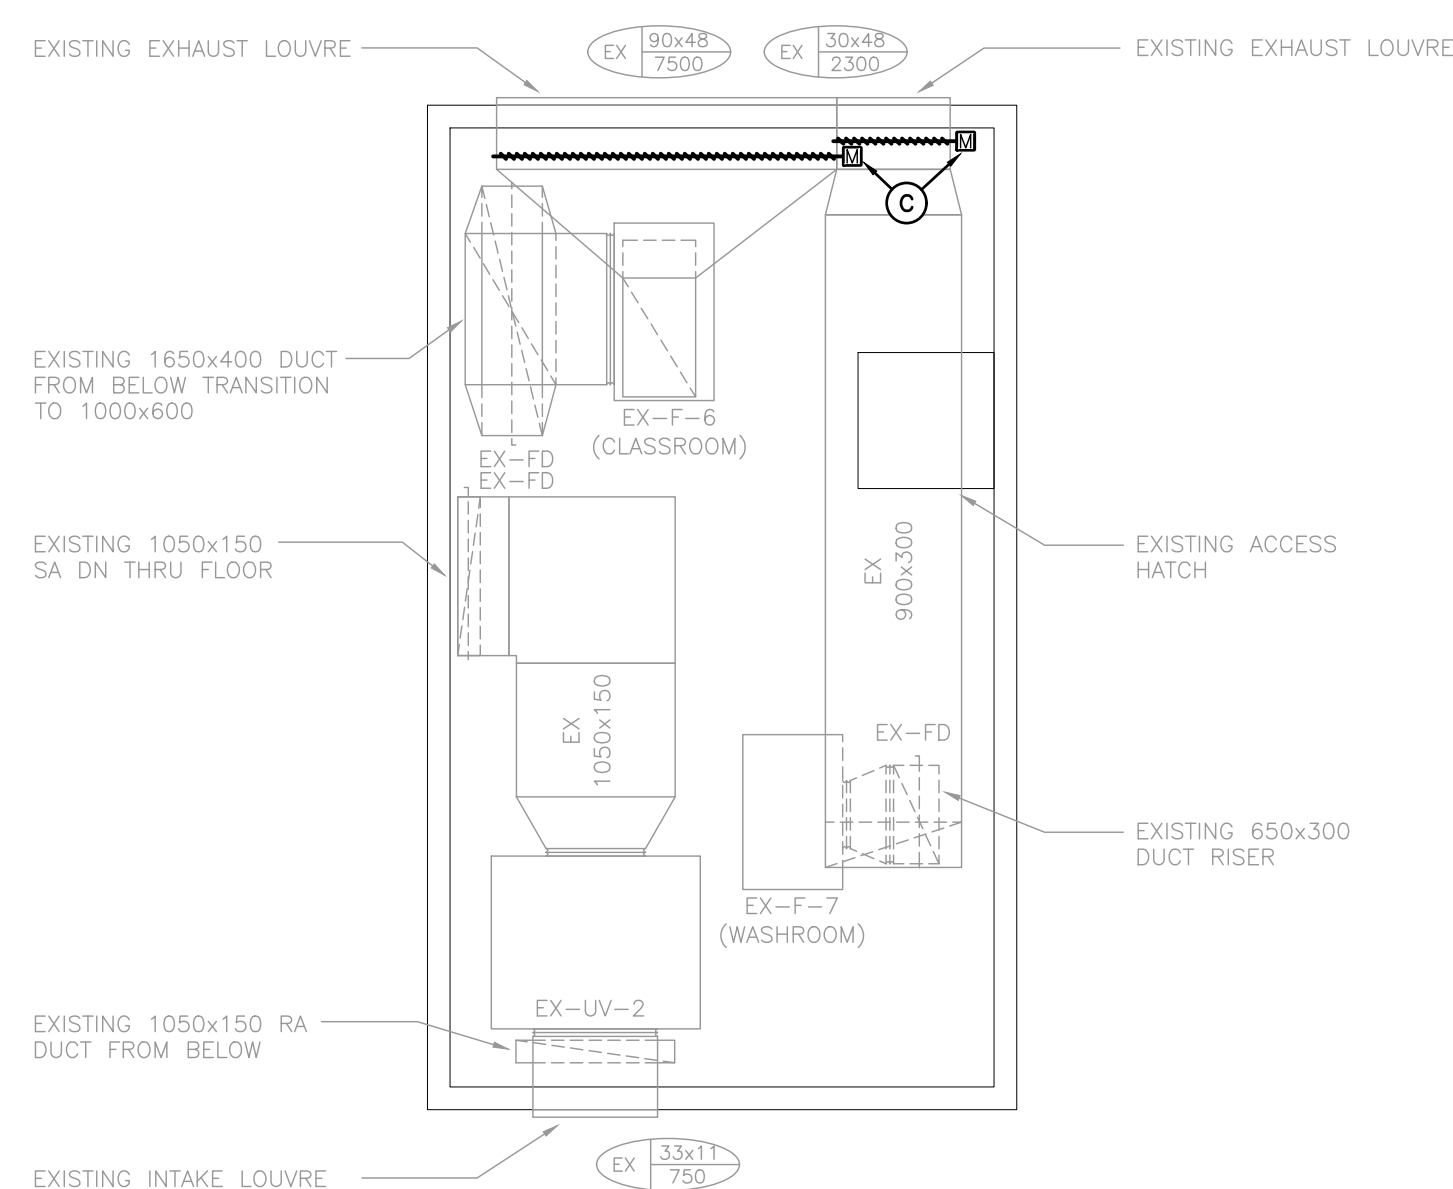 EXISTING EXHAUST LOUVRE
EX 90x48
7500
EX 30x48
2300
EXISTING EXHAUST LOUVRE
M
M
C
EXISTING 1650x400 DUCT
FROM BELOW TRANSITION
TO 1000x600
EX-F-6
(CLASSROOM)
EX-FD
EX-FD
EXISTING 1050x150
SA DN THRU FLOOR
EX
900x300
EXISTING ACCESS
HATCH
EX
1050x150
EX-FD
EXISTING 650x300
DUCT RISER
EX-F-7
(WASHROOM)
EX-UV-2
EXISTING 1050x150 RA
DUCT FROM BELOW
EXISTING INTAKE LOUVRE
EX 33x11
750